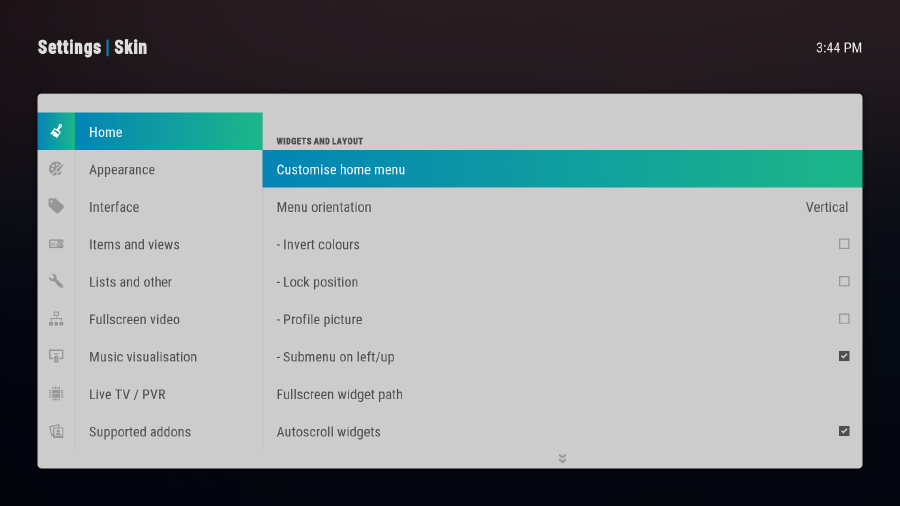 Settings | Skin
3:44 PM
Home
Appearance
Interface
Items and views
Lists and other
Fullscreen video
Music visualisation
Live TV / PVR
Supported addons
WIDGETS AND LAYOUT
Customise home menu
Menu orientation Vertical
- Invert colours
- Lock position
- Profile picture
- Submenu on left/up
Fullscreen widget path
Autoscroll widgets